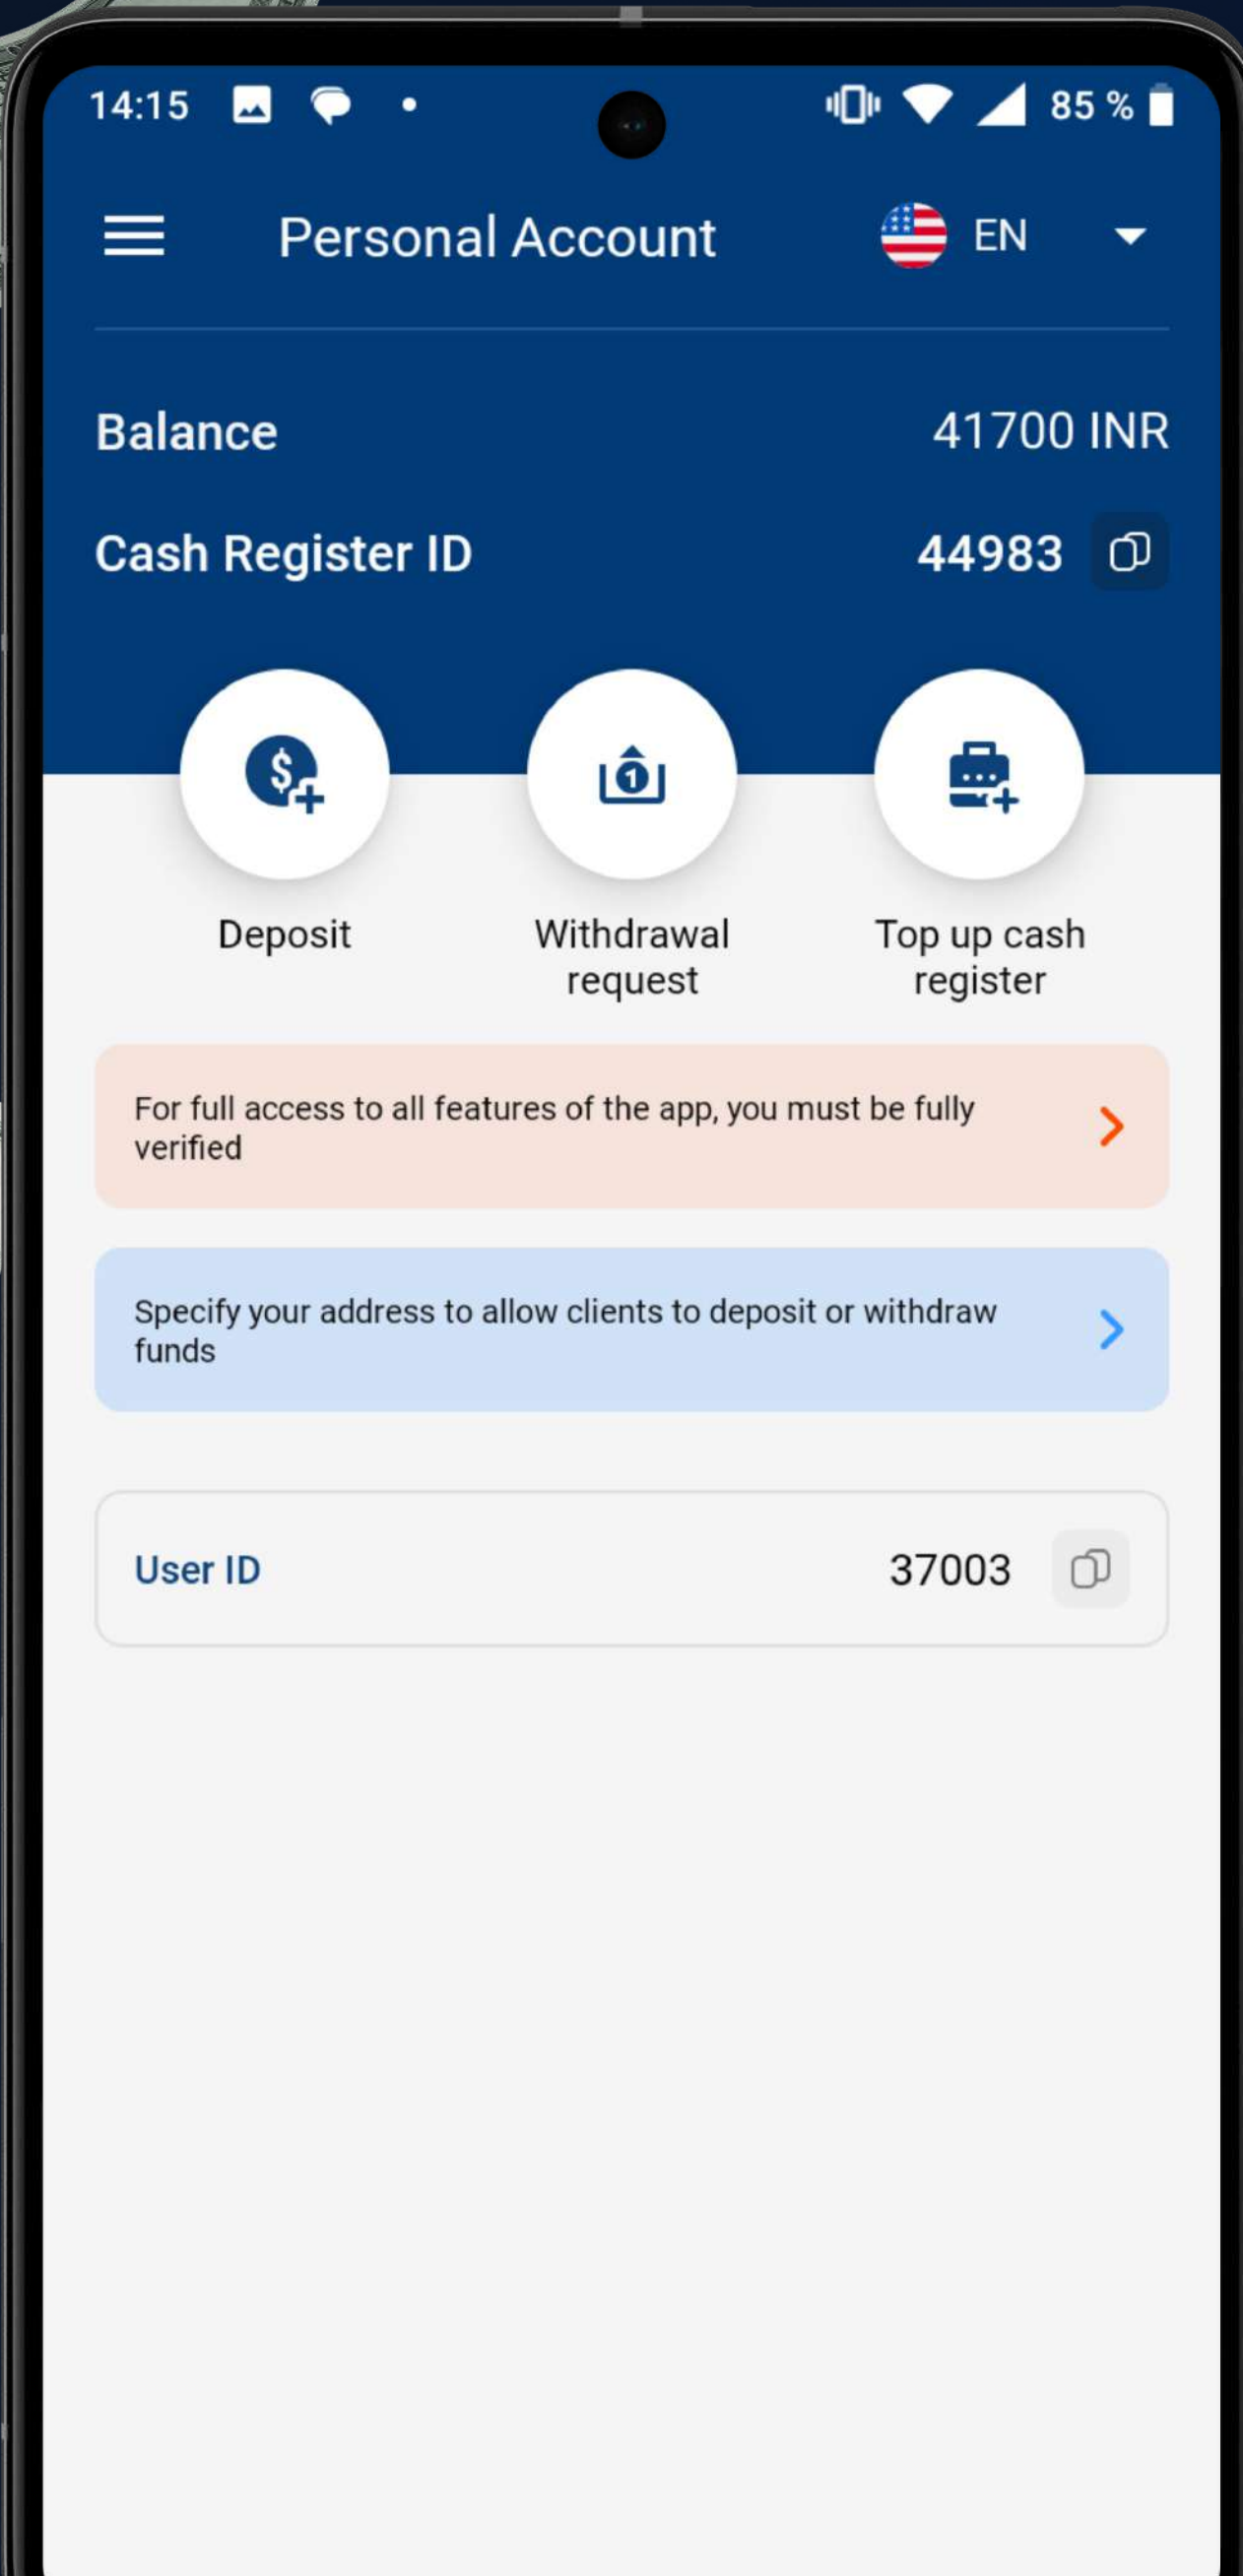 14:15 85 %
Personal Account EN
Balance 41700 INR
Cash Register ID 44983
Deposit
Withdrawal
request
Top up cash
register
For full access to all features of the app, you must be fully
verified
Specify your address to allow clients to deposit or withdraw
funds
User ID 37003